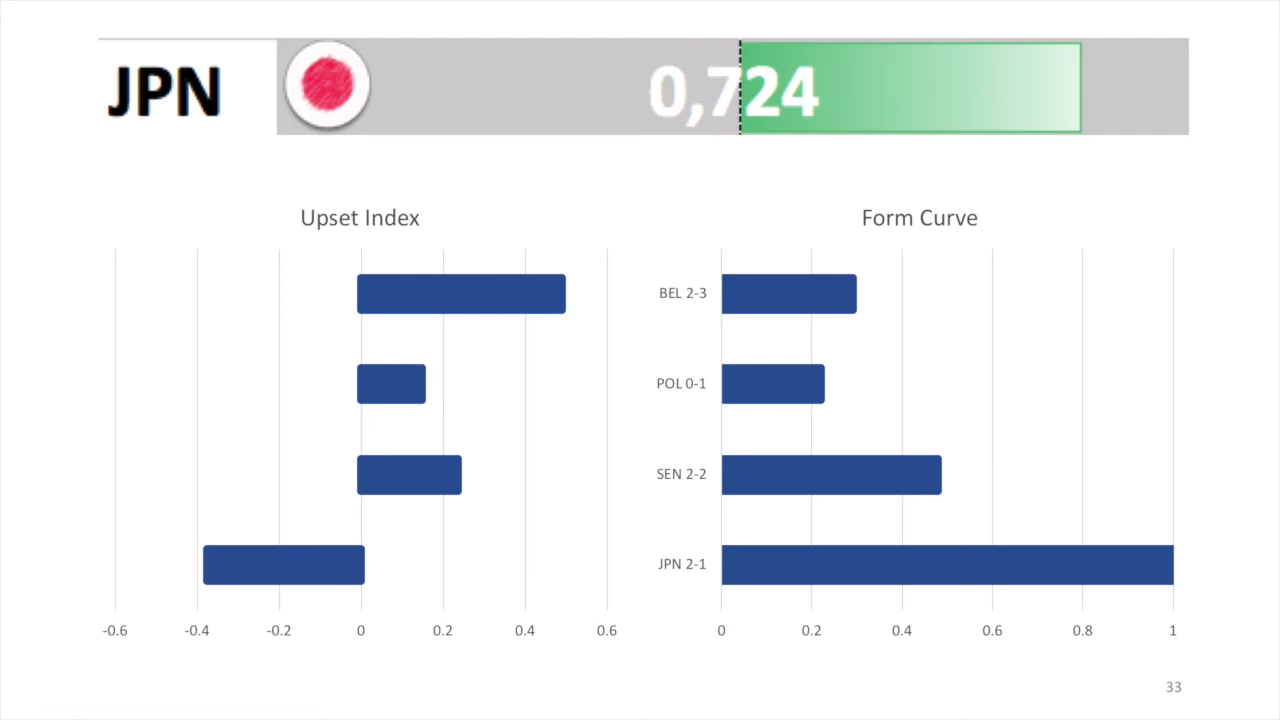 JPN 0,724
Upset Index
-0.6 -0.4 -0.2 0 0.2 0.4 0.6
Form Curve
BEL 2-3
POL 0-1
SEN 2-2
JPN 2-1
0 0.2 0.4 0.6 0.8 1
33